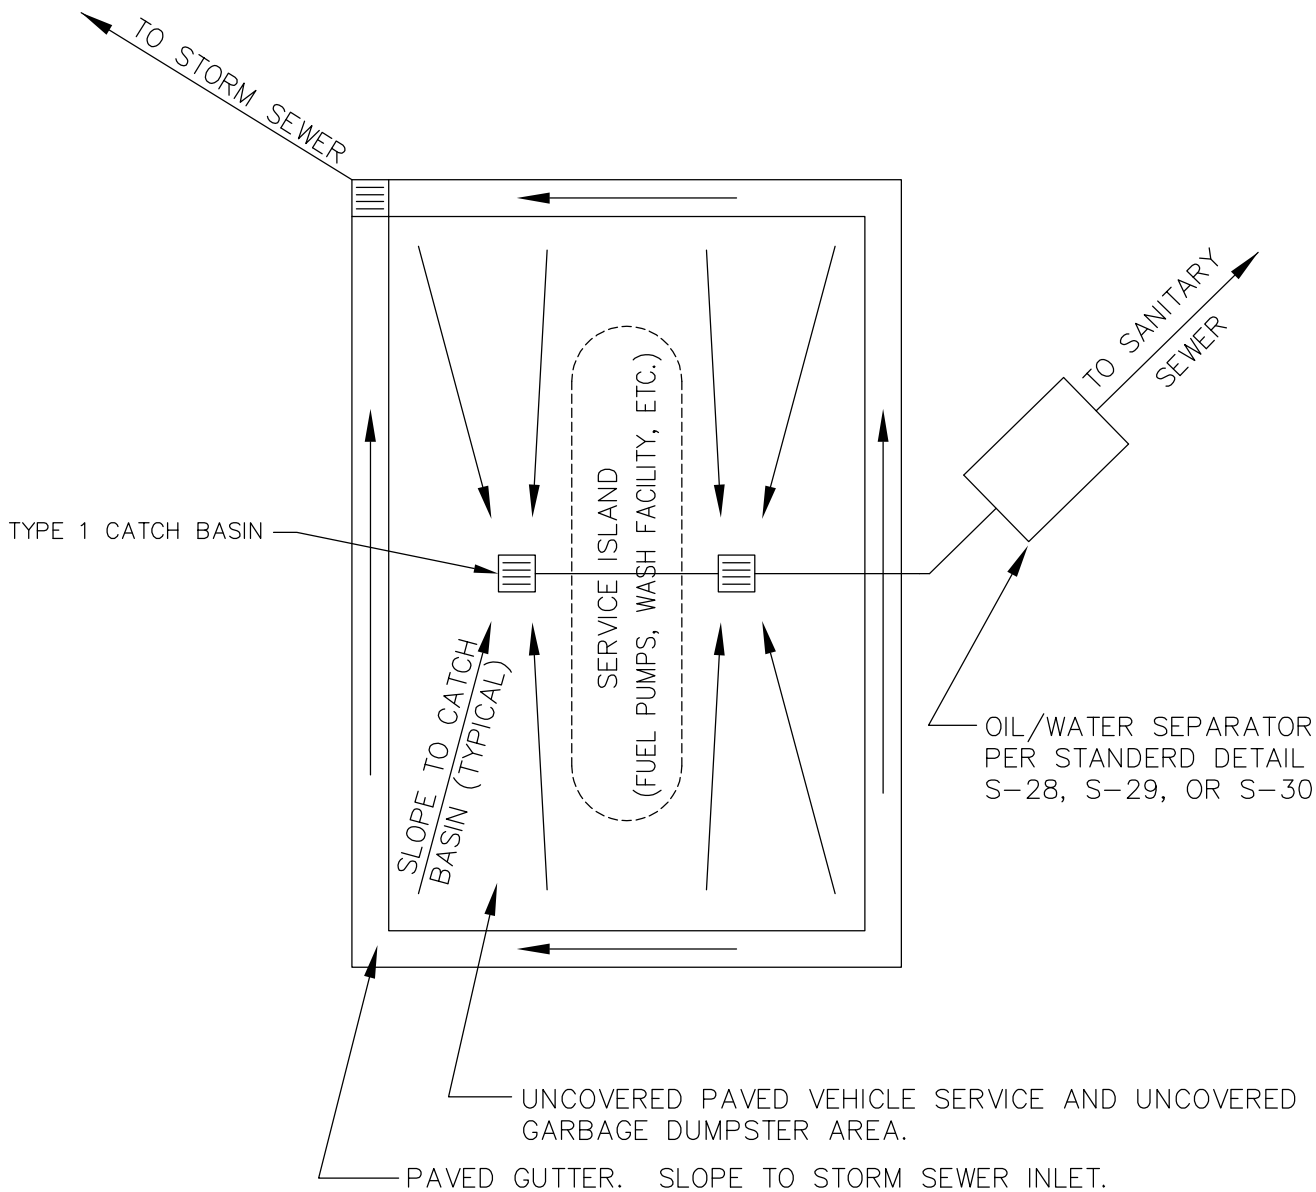 TO STORM SEWER
TO SANITARY
SEWER
SERVICE ISLAND
(FUEL PUMPS, WASH FACILITY, ETC.)
TYPE 1 CATCH BASIN
SLOPE TO CATCH
BASIN (TYPICAL)
OIL/WATER SEPARATOR
PER STANDERD DETAIL
S-28, S-29, OR S-30
UNCOVERED PAVED VEHICLE SERVICE AND UNCOVERED
GARBAGE DUMPSTER AREA.
PAVED GUTTER. SLOPE TO STORM SEWER INLET.